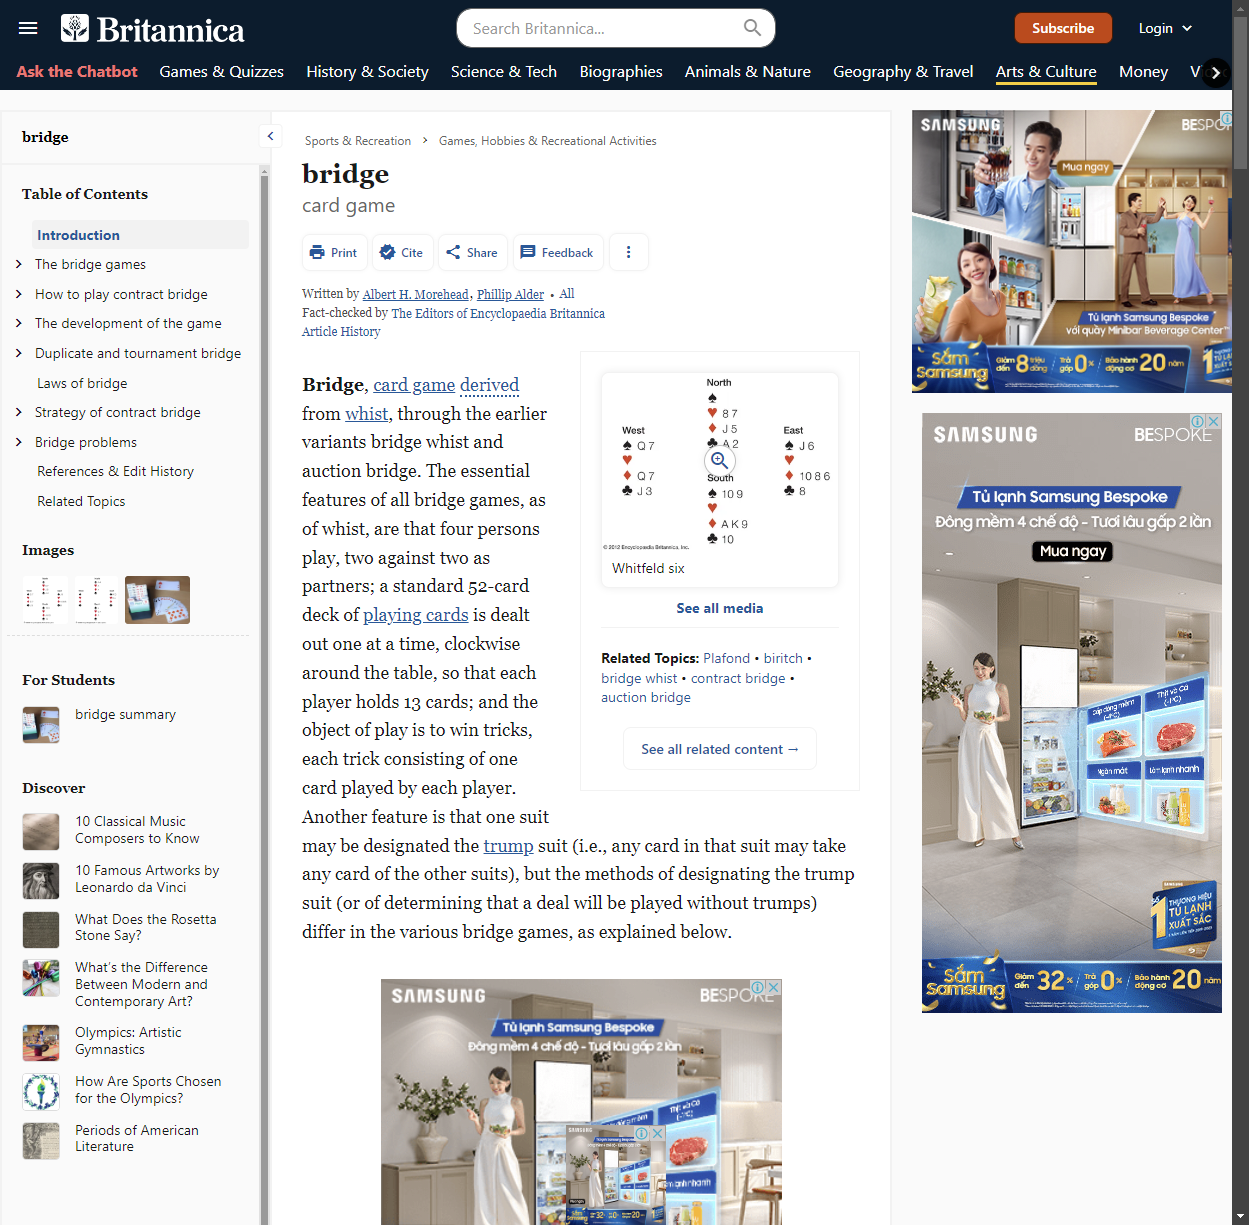 Britannica
Search Britannica...
Subscribe
Login
Ask the Chatbot
Games & Quizzes
History & Society
Science & Tech
Biographies
Animals & Nature
Geography & Travel
Arts & Culture
Money
bridge
Table of Contents
Introduction
The bridge games
How to play contract bridge
The development of the game
Duplicate and tournament bridge
Laws of bridge
Strategy of contract bridge
Bridge problems
References & Edit History
Related Topics
Images
For Students
bridge summary
Discover
10 Classical Music
Composers to Know
10 Famous Artworks by
Leonardo da Vinci
What Does the Rosetta
Stone Say?
What's the Difference
Between Modern and
Contemporary Art?
Olympics: Artistic
Gymnastics
How Are Sports Chosen
for the Olympics?
Periods of American
Literature
Sports & Recreation > Games, Hobbies & Recreational Activities
bridge
card game
Print
Cite
Share
Feedback
Written by Albert H. Morehead, Phillip Alder • All
Fact-checked by The Editors of Encyclopaedia Britannica
Article History
Bridge, card game derived
from whist, through the earlier
variants bridge whist and
auction bridge. The essential
features of all bridge games, as
of whist, are that four persons
play, two against two as
partners; a standard 52-card
deck of playing cards is dealt
out one at a time, clockwise
around the table, so that each
player holds 13 cards; and the
object of play is to win tricks,
each trick consisting of one
card played by each player.
Another feature is that one suit
may be designated the trump suit (i.e., any card in that suit may take
any card of the other suits), but the methods of designating the trump
suit (or of determining that a deal will be played without trumps)
differ in the various bridge games, as explained below.
North
♠
♥ 8 7
♦ J 5
♣ A 2
West
♠ Q 7
♥
♦ Q 7
♣ J 3
East
♠ J 6
♥
♦ 10 8 6
♣ 8
South
♠ 10 9
♥
♦ A K 9
♣ 10
© 2012 Encyclopædia Britannica, Inc.
Whitfeld six
See all media
Related Topics: Plafond • biritch •
bridge whist • contract bridge •
auction bridge
See all related content →
SAMSUNG
Mua ngay
Tủ lạnh Samsung Bespoke
với quầy Minibar Beverage Center™
Sắm
Samsung
Giảm đến 8 triệu đồng
Trả góp 0%
Bảo hành động cơ 20 năm
SAMSUNG
BESPOKE
Tủ lạnh Samsung Bespoke
Đông mềm 4 chế độ - Tươi lâu gấp 2 lần
Mua ngay
Cấp đông mềm
(-1°C)
Thịt và Cá
(-1°C)
Ngăn mát
Làm lạnh nhanh
Số 1
THƯƠNG HIỆU
TỦ LẠNH
XUẤT SẮC
Sắm
Samsung
Giảm đến 32%
Trả góp 0%
Bảo hành động cơ 20 năm
SAMSUNG
BESPOKE
Tủ lạnh Samsung Bespoke
Đông mềm 4 chế độ - Tươi lâu gấp 2 lần
Thịt và Cá
SAMSUNG